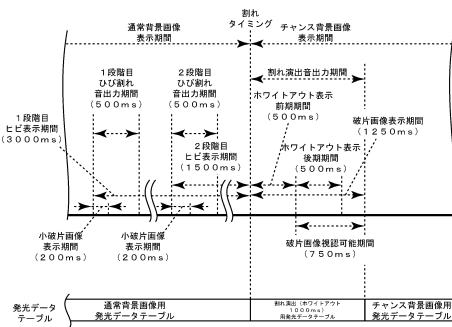 通常背景画像
表示期間
割れ
タイミング
チャンス背景画像
表示期間
割れ演出音出力期間
1段階目
ひび割れ
音出力期間
(500ms)
2段階目
ひび割れ
音出力期間
(500ms)
ホワイトアウト表示
前期期間
(500ms)
1段階目
ヒビ表示期間
(3000ms)
破片画像表示期間
(1250ms)
2段階目
ヒビ表示期間
(1500ms)
ホワイトアウト表示
後期期間
(500ms)
小破片画像
表示期間
(200ms)
小破片画像
表示期間
(200ms)
破片画像視認可能期間
(750ms)
発光データ
テーブル
通常背景画像用
発光データテーブル
割れ演出(ホワイトアウト
1000ms)
用発光データテーブル
チャンス背景画像用
発光データテーブル